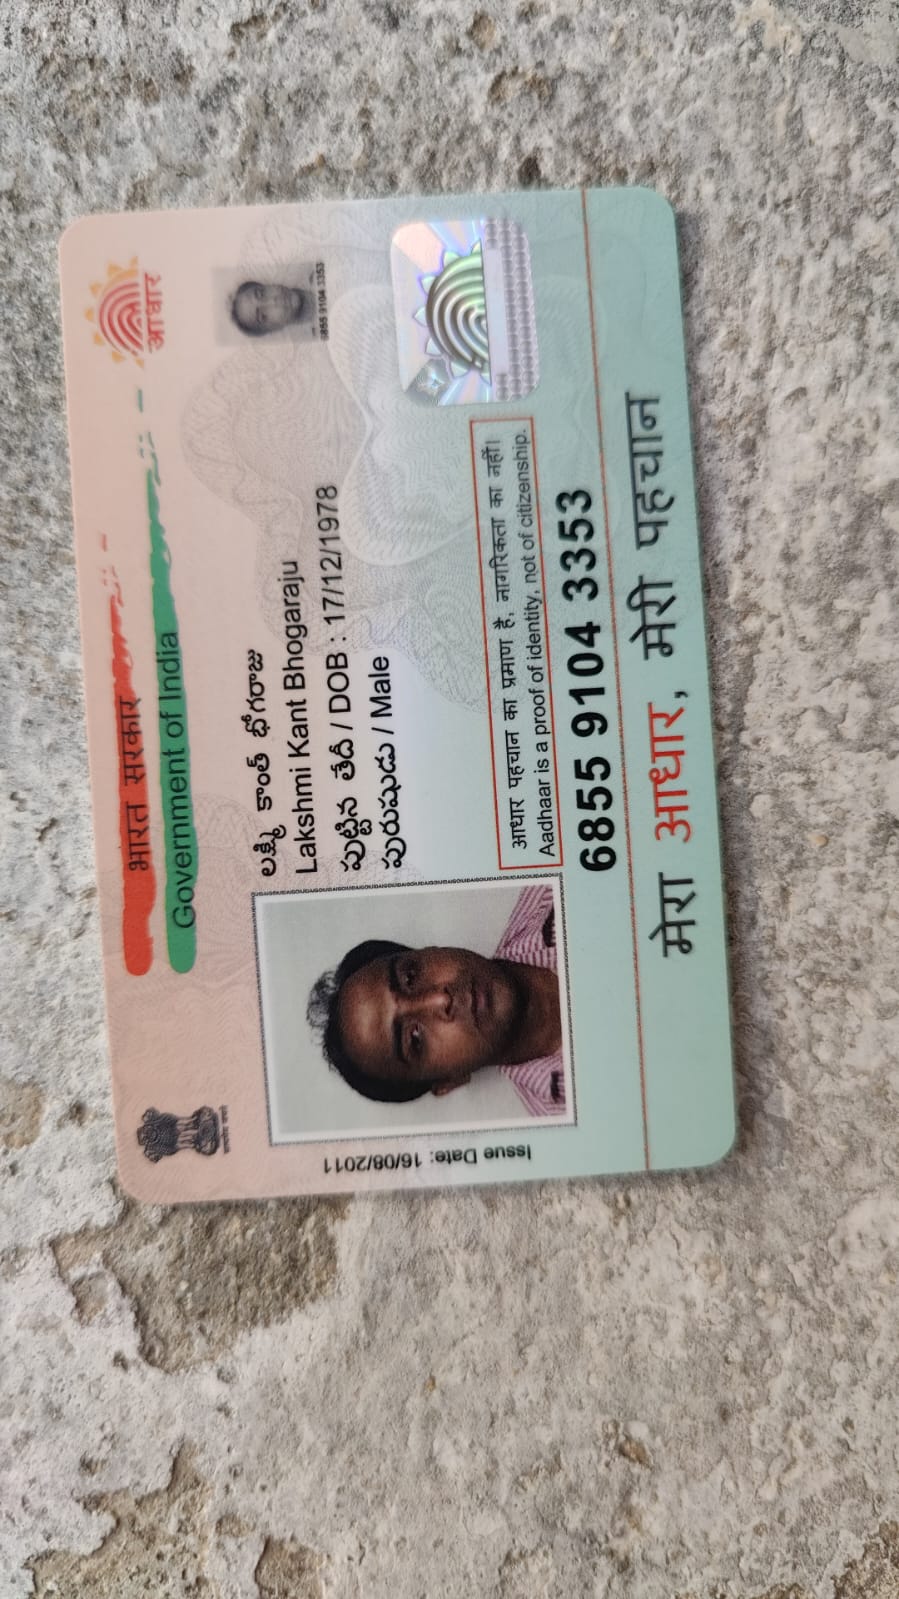 भारत सरकार
Government of India
आधार
లక్ష్మీ కాంత్ భోగరాజు
Lakshmi Kant Bhogaraju
పుట్టిన తేదీ / DOB : 17/12/1978
పురుషుడు / Male
6855 9104 3353
Issue Date: 16/08/2011
आधार पहचान का प्रमाण है, नागरिकता का नहीं।
Aadhaar is a proof of identity, not of citizenship.
6855 9104 3353
मेरा आधार, मेरी पहचान